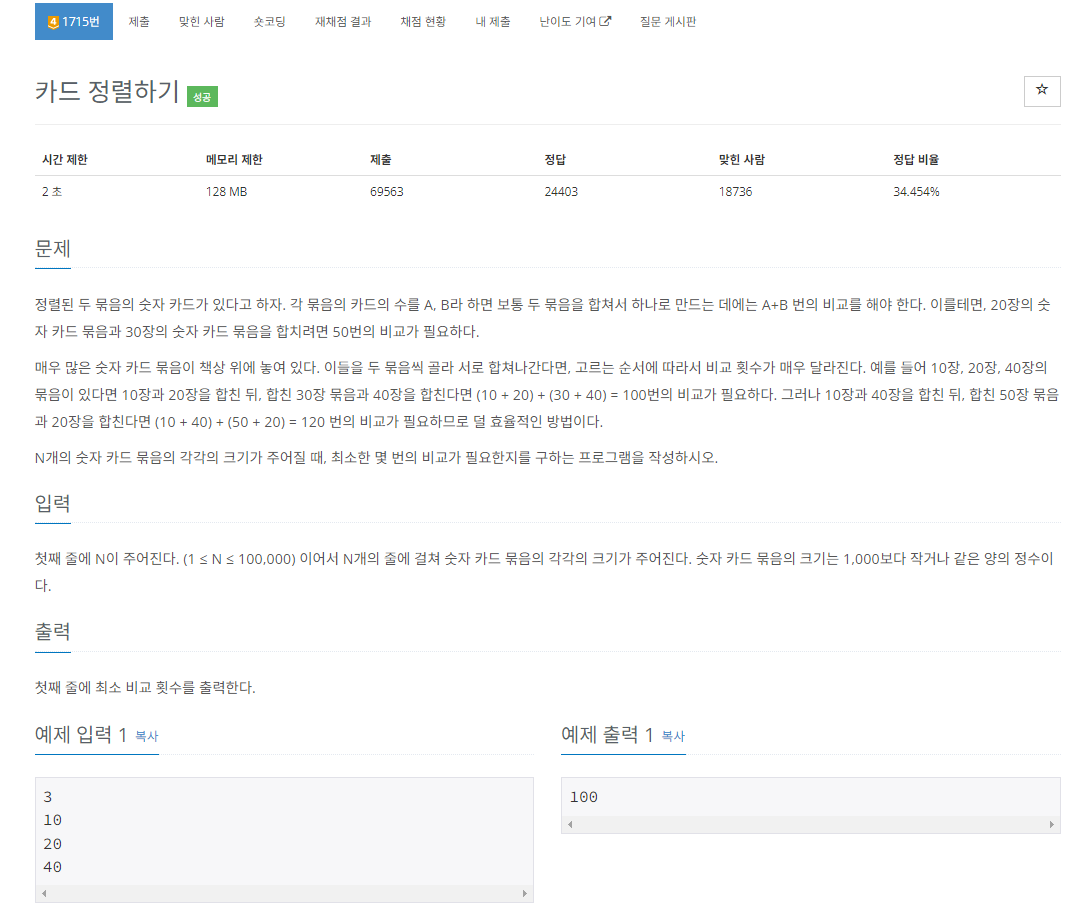 4 1715번 제출 맞힌 사람 숏코딩 재채점 결과 채점 현황 내 제출 난이도 기여 질문 게시판
카드 정렬하기 성공
☆
시간 제한 메모리 제한 제출 정답 맞힌 사람 정답 비율
2 초 128 MB 69563 24403 18736 34.454%
문제
정렬된 두 묶음의 숫자 카드가 있다고 하자. 각 묶음의 카드의 수를 A, B라 하면 보통 두 묶음을 합쳐서 하나로 만드는 데에는 A+B 번의 비교를 해야 한다. 이를테면, 20장의 숫
자 카드 묶음과 30장의 숫자 카드 묶음을 합치려면 50번의 비교가 필요하다.
매우 많은 숫자 카드 묶음이 책상 위에 놓여 있다. 이들을 두 묶음씩 골라 서로 합쳐나간다면, 고르는 순서에 따라서 비교 횟수가 매우 달라진다. 예를 들어 10장, 20장, 40장의
묶음이 있다면 10장과 20장을 합친 뒤, 합친 30장 묶음과 40장을 합친다면 (10 + 20) + (30 + 40) = 100번의 비교가 필요하다. 그러나 10장과 40장을 합친 뒤, 합친 50장 묶음
과 20장을 합친다면 (10 + 40) + (50 + 20) = 120 번의 비교가 필요하므로 덜 효율적인 방법이다.
N개의 숫자 카드 묶음의 각각의 크기가 주어질 때, 최소한 몇 번의 비교가 필요한지를 구하는 프로그램을 작성하시오.
입력
첫째 줄에 N이 주어진다. (1 ≤ N ≤ 100,000) 이어서 N개의 줄에 걸쳐 숫자 카드 묶음의 각각의 크기가 주어진다. 숫자 카드 묶음의 크기는 1,000보다 작거나 같은 양의 정수이
다.
출력
첫째 줄에 최소 비교 횟수를 출력한다.
예제 입력 1 복사
3
10
20
40
예제 출력 1 복사
100